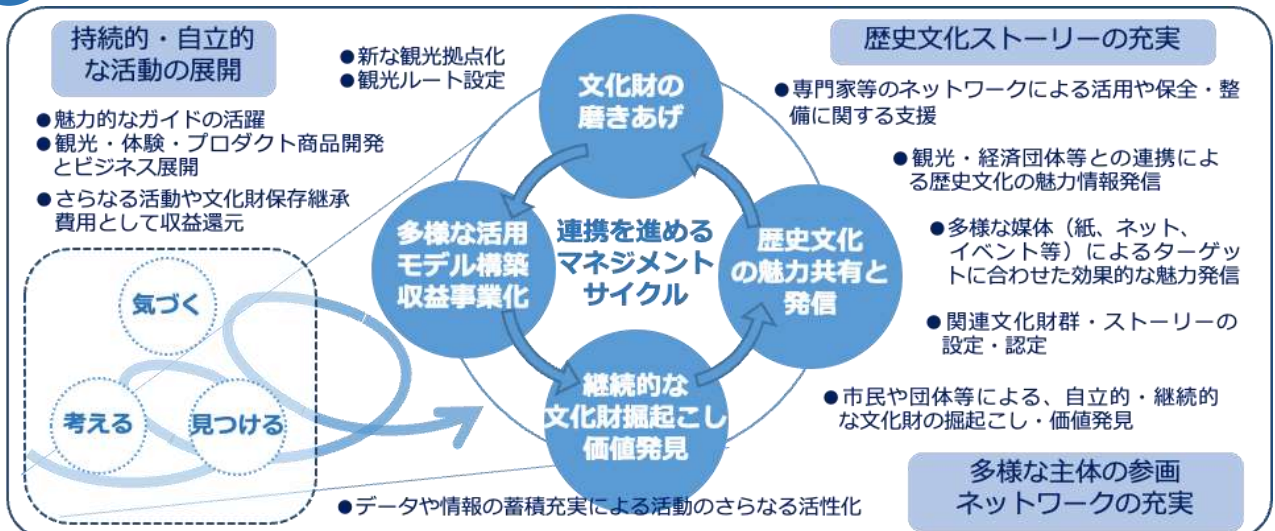 持続的・自立的
な活動の展開
●新な観光拠点化
●観光ルート設定
●魅力的なガイドの活躍
●観光・体験・プロダクト商品開発
とビジネス展開
●さらなる活動や文化財保存継承
費用として収益還元
気づく
考える
見つける
文化財の
磨きあげ
多様な活用
モデル構築
収益事業化
連携を進める
マネジメント
サイクル
歴史文化
の魅力共有と
発信
継続的な
文化財掘起こし
価値発見
歴史文化ストーリーの充実
●専門家等のネットワークによる活用や保全・整
備に関する支援
●観光・経済団体等との連携によ
る歴史文化の魅力情報発信
●多様な媒体（紙、ネット、
イベント等）によるターゲッ
トに合わせた効果的な魅力発信
●関連文化財群・ストーリーの
設定・認定
●市民や団体等による、自立的・継続的
な文化財の掘起こし・価値発見
多様な主体の参画
ネットワークの充実
●データや情報の蓄積充実による活動のさらなる活性化